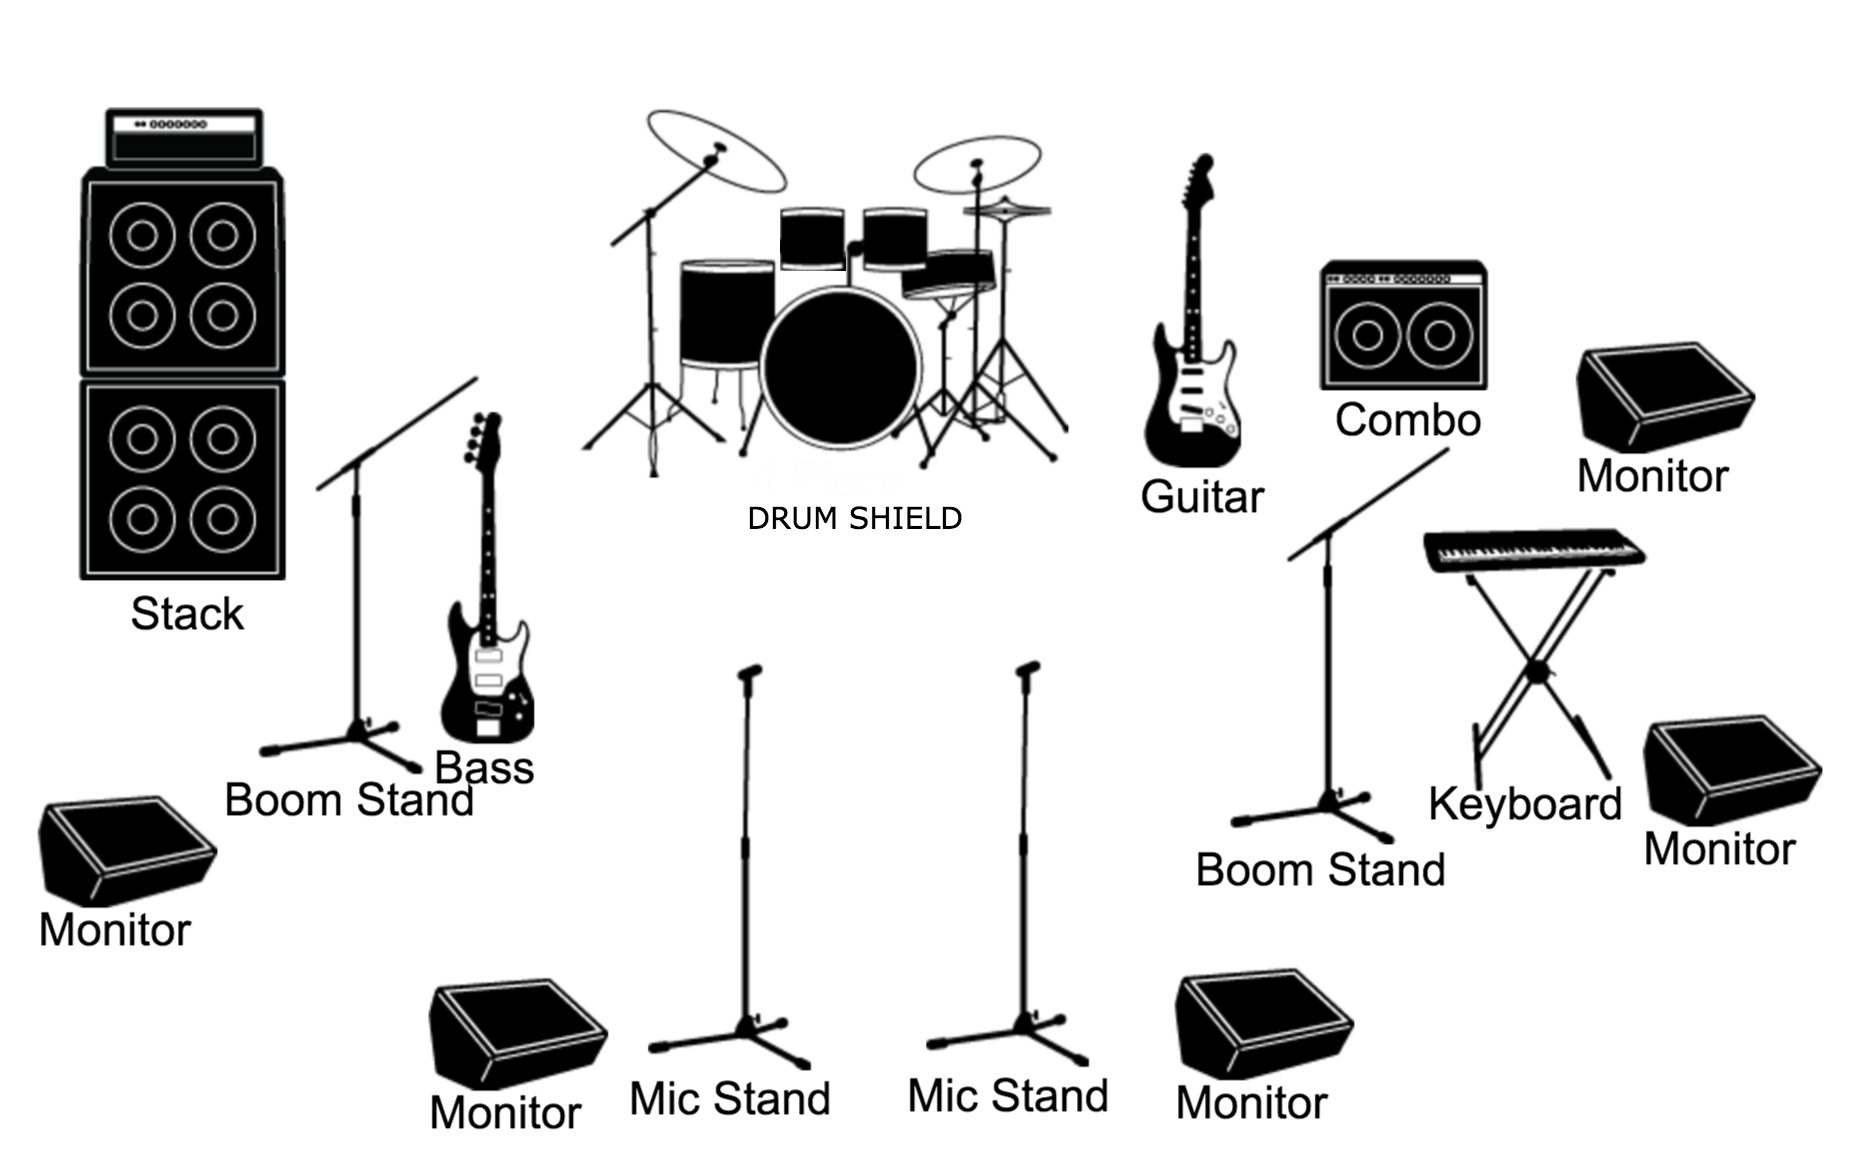 Combo
Monitor
Guitar
DRUM SHIELD
Stack
Bass
Boom Stand
Keyboard
Monitor
Boom Stand
Monitor
Monitor
Mic Stand
Mic Stand
Monitor